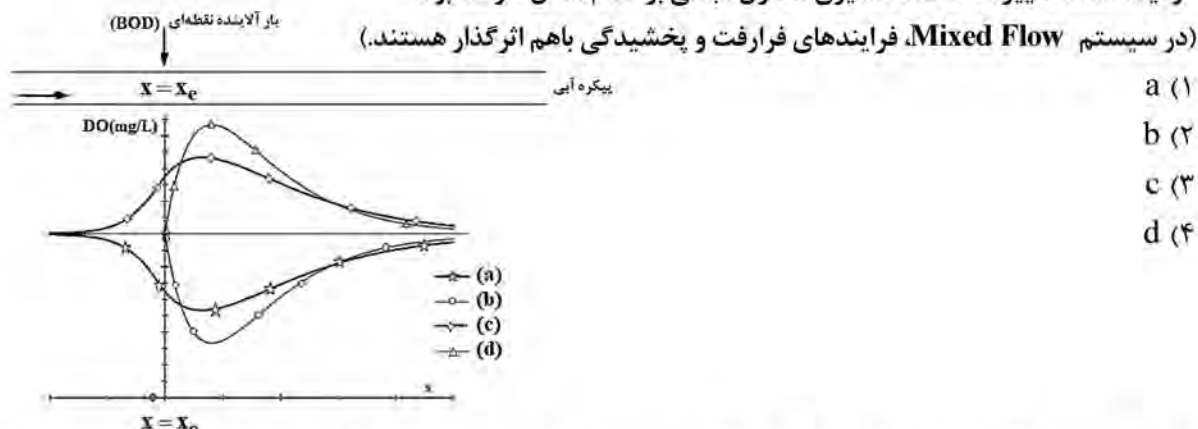 (در سیستم Mixed Flow، فرایندهای فرارفت و پخشیدگی باهم اثرگذار هستند.)
۱) a
۲) b
۳) c
۴) d
بار آلاینده نقطه‌ای (BOD)
x = xe
پیکره آبی
DO(mg/L)
(a)
(b)
(c)
(d)
x
x = xe